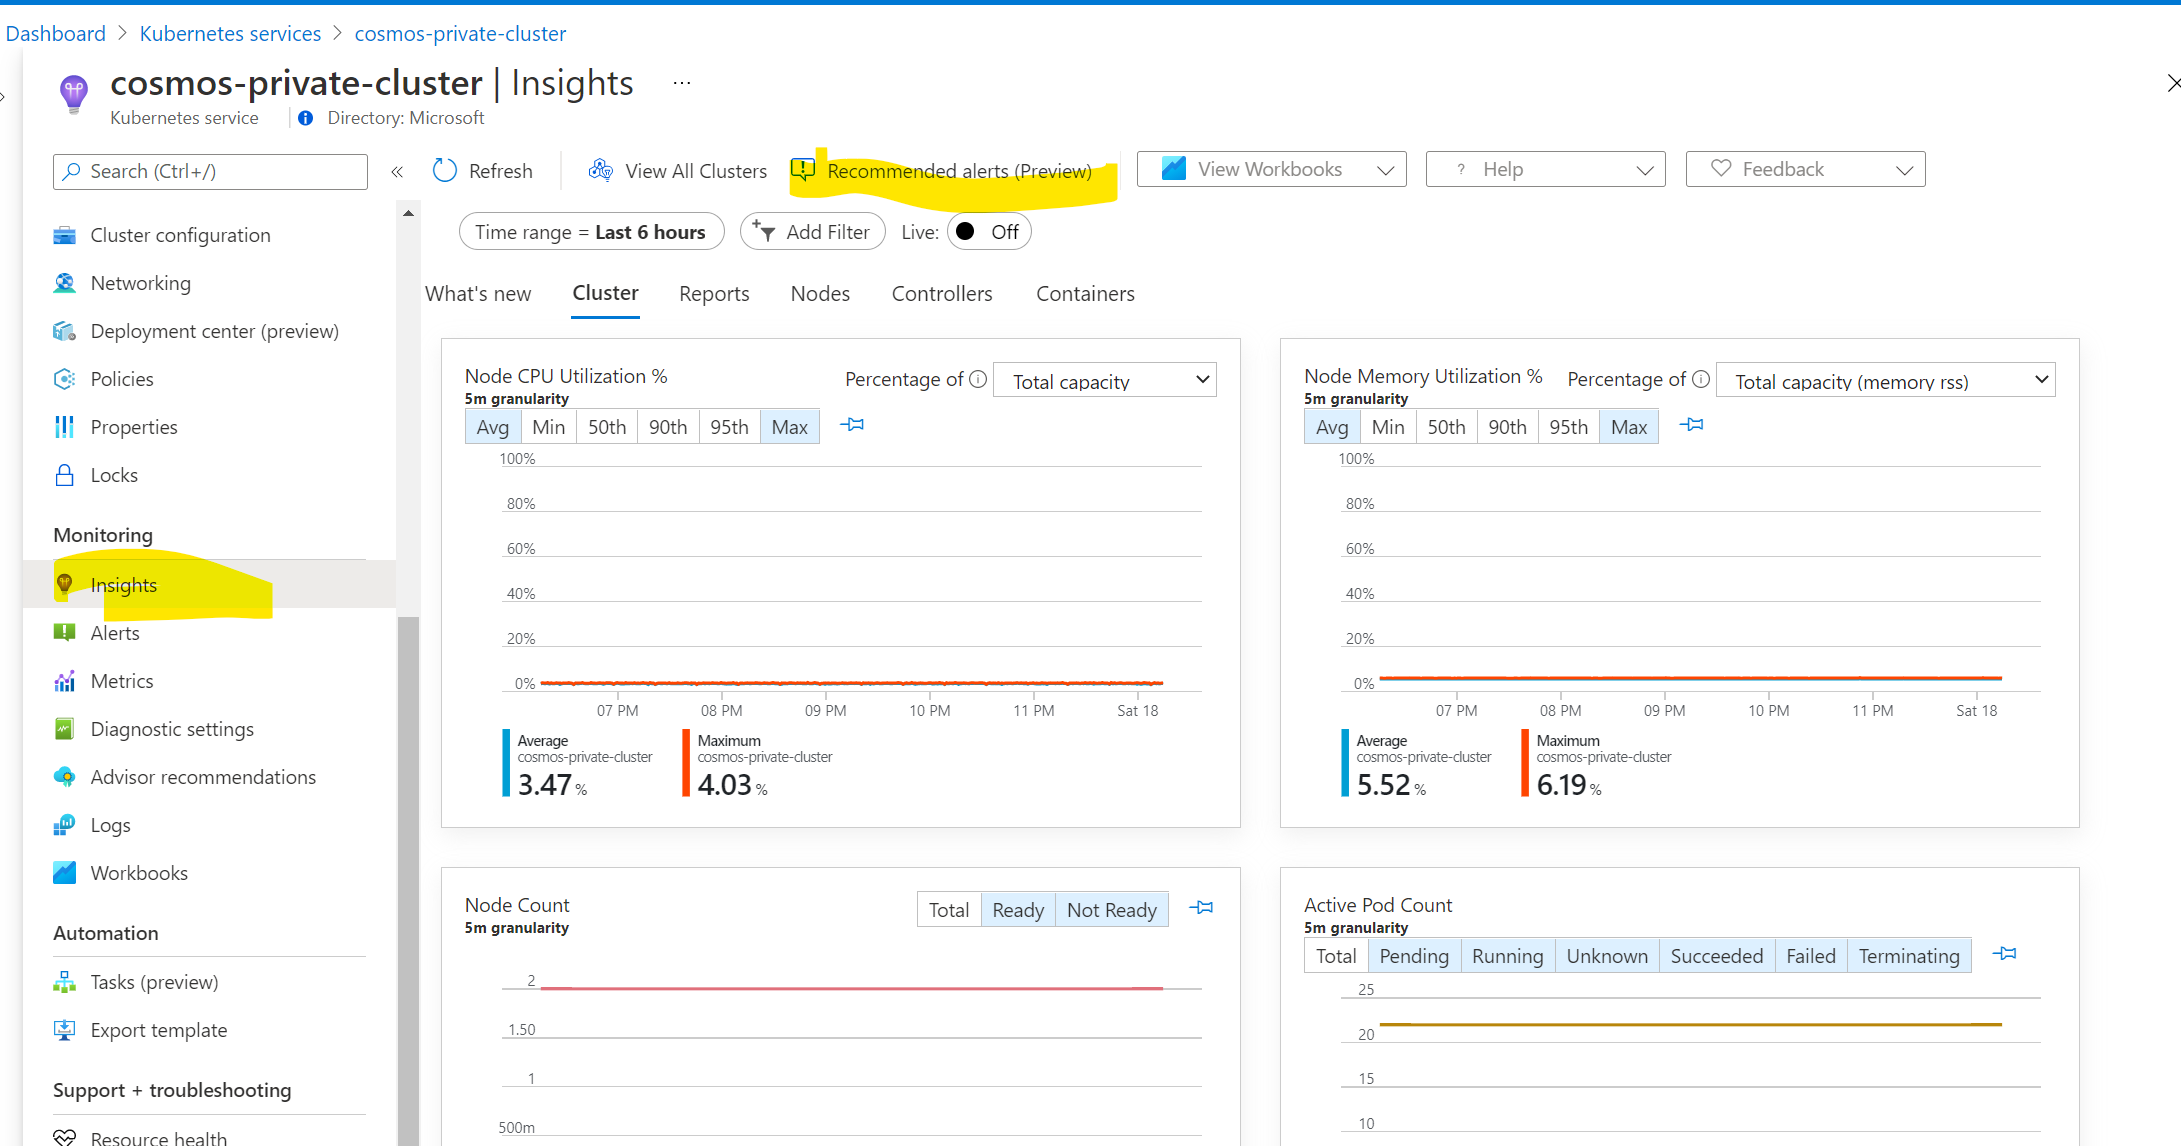 Dashboard > Kubernetes services > cosmos-private-cluster
cosmos-private-cluster | Insights ...
Kubernetes service
Directory: Microsoft
Search (Ctrl+/)
«
Refresh
View All Clusters
Recommended alerts (Preview)
View Workbooks
? Help
Feedback
Time range = Last 6 hours
Add Filter
Live: Off
What's new
Cluster
Reports
Nodes
Controllers
Containers
Cluster configuration
Networking
Deployment center (preview)
Policies
Properties
Locks
Monitoring
Insights
Alerts
Metrics
Diagnostic settings
Advisor recommendations
Logs
Workbooks
Automation
Tasks (preview)
Export template
Support + troubleshooting
Resource health
Node CPU Utilization %
5m granularity
Percentage of
Total capacity
Avg Min 50th 90th 95th Max
100%
80%
60%
40%
20%
0%
07 PM 08 PM 09 PM 10 PM 11 PM Sat 18
Average
cosmos-private-cluster
3.47 %
Maximum
cosmos-private-cluster
4.03 %
Node Memory Utilization %
5m granularity
Percentage of
Total capacity (memory rss)
Avg Min 50th 90th 95th Max
100%
80%
60%
40%
20%
0%
07 PM 08 PM 09 PM 10 PM 11 PM Sat 18
Average
cosmos-private-cluster
5.52 %
Maximum
cosmos-private-cluster
6.19 %
Node Count
5m granularity
Total Ready Not Ready
2
1.50
1
500m
Active Pod Count
5m granularity
Total Pending Running Unknown Succeeded Failed Terminating
25
20
15
10